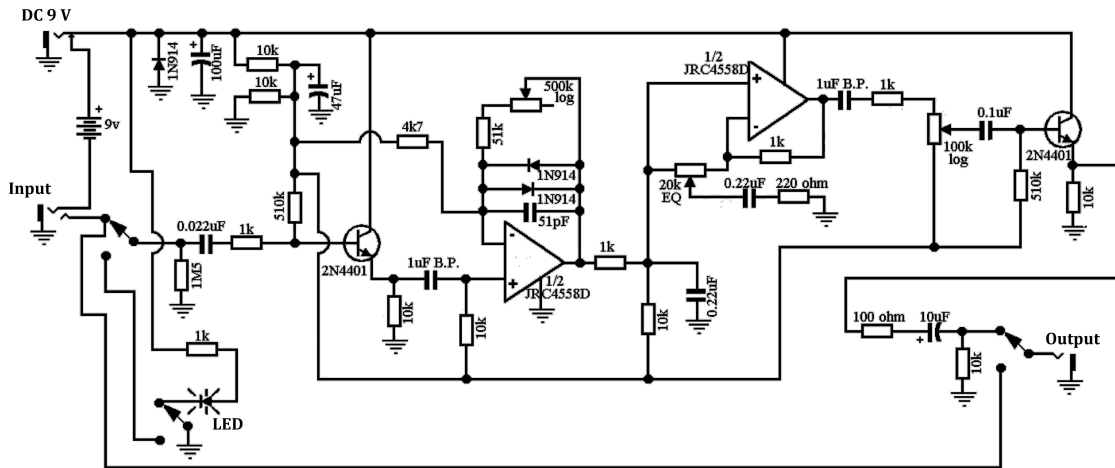 DC 9 V
+
9v
1N914
+
100uF
10k
10k
+
47uF
4k7
51k
500k
log
1N914
1N914
51pF
1/2
JRC4558D
+
-
1uF B.P.
1k
0.1uF
100k
log
2N4401
510k
10k
1k
20k
EQ
0.22uF
220 ohm
Input
0.022uF
1k
1M5
510k
2N4401
10k
1uF B.P.
10k
-
+
1/2
JRC4558D
1k
10k
0.22uF
1k
LED
100 ohm
10uF
+
10k
Output